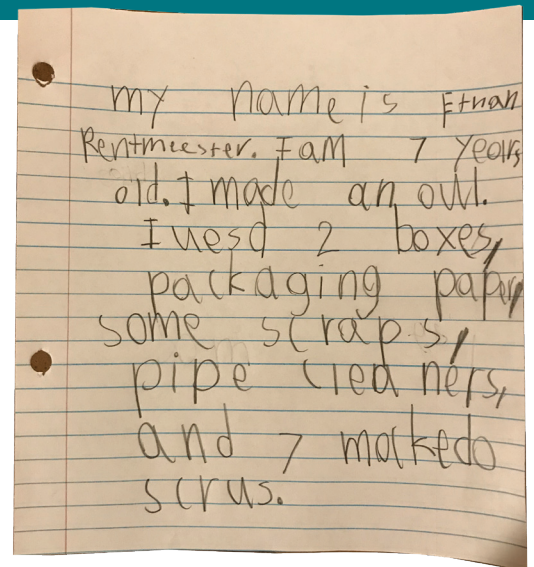 my name is Ethan
Rentmeester. I am 7 years
old. I made an owl.
I uesd 2 boxes,
packaging paper,
some scraps,
pipe cleaners,
and 7 makedo
scrus.